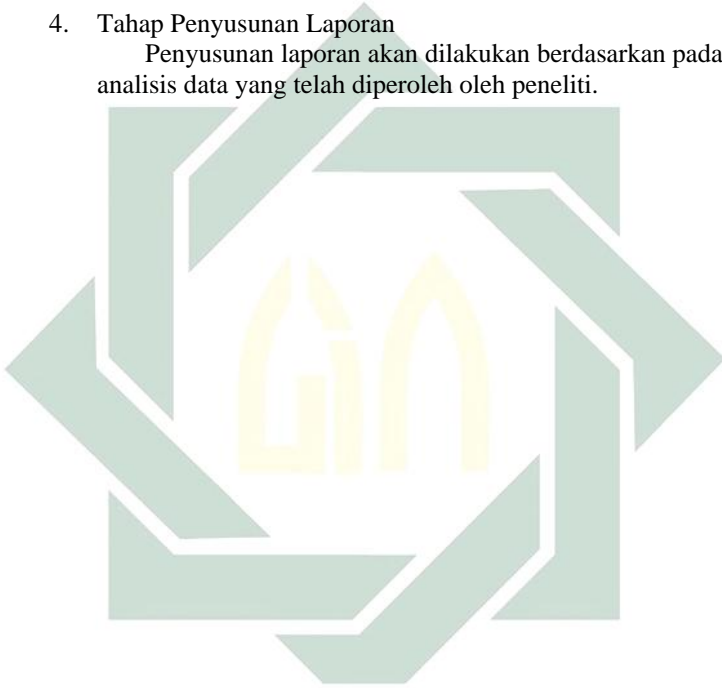 4. Tahap Penyusunan Laporan
Penyusunan laporan akan dilakukan berdasarkan pada
analisis data yang telah diperoleh oleh peneliti.